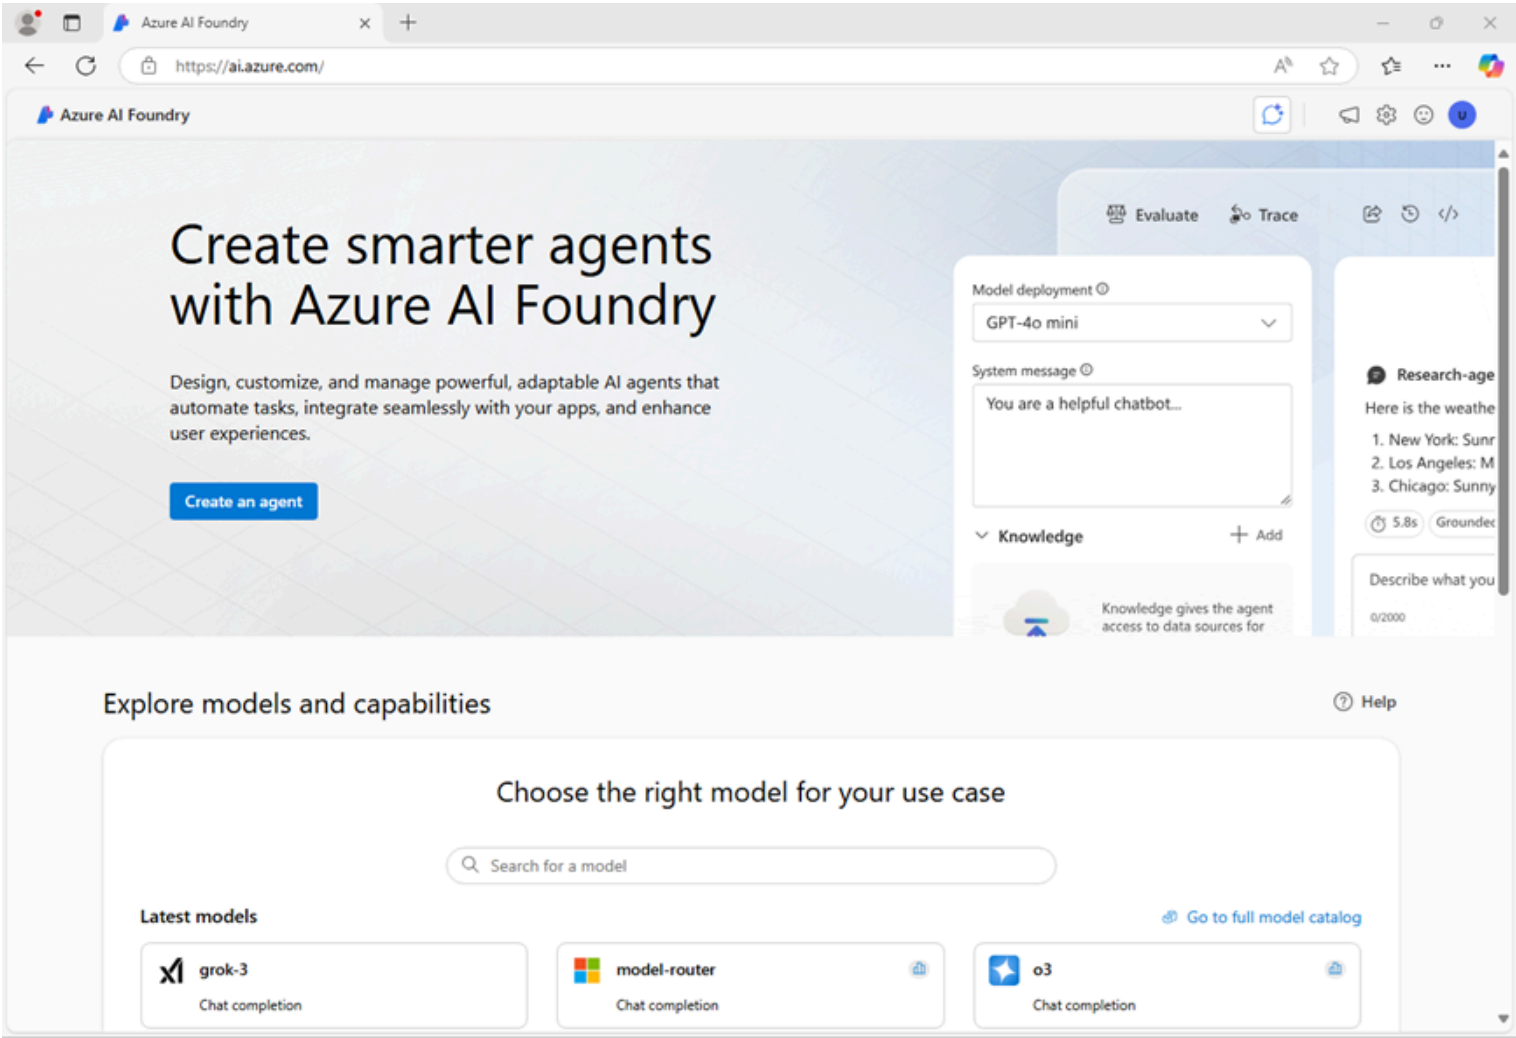 Azure AI Foundry
https://ai.azure.com/
Azure AI Foundry
U
Create smarter agents
with Azure AI Foundry
Design, customize, and manage powerful, adaptable AI agents that
automate tasks, integrate seamlessly with your apps, and enhance
user experiences.
Create an agent
Evaluate
Trace
Model deployment
GPT-4o mini
System message
You are a helpful chatbot...
Knowledge
Add
Knowledge gives the agent
access to data sources for
Research-age
Here is the weathe
1. New York: Sunr
2. Los Angeles: M
3. Chicago: Sunny
5.8s
Grounded
Describe what you
0/2000
Explore models and capabilities
Help
Choose the right model for your use case
Search for a model
Latest models
Go to full model catalog
grok-3
Chat completion
model-router
Chat completion
o3
Chat completion